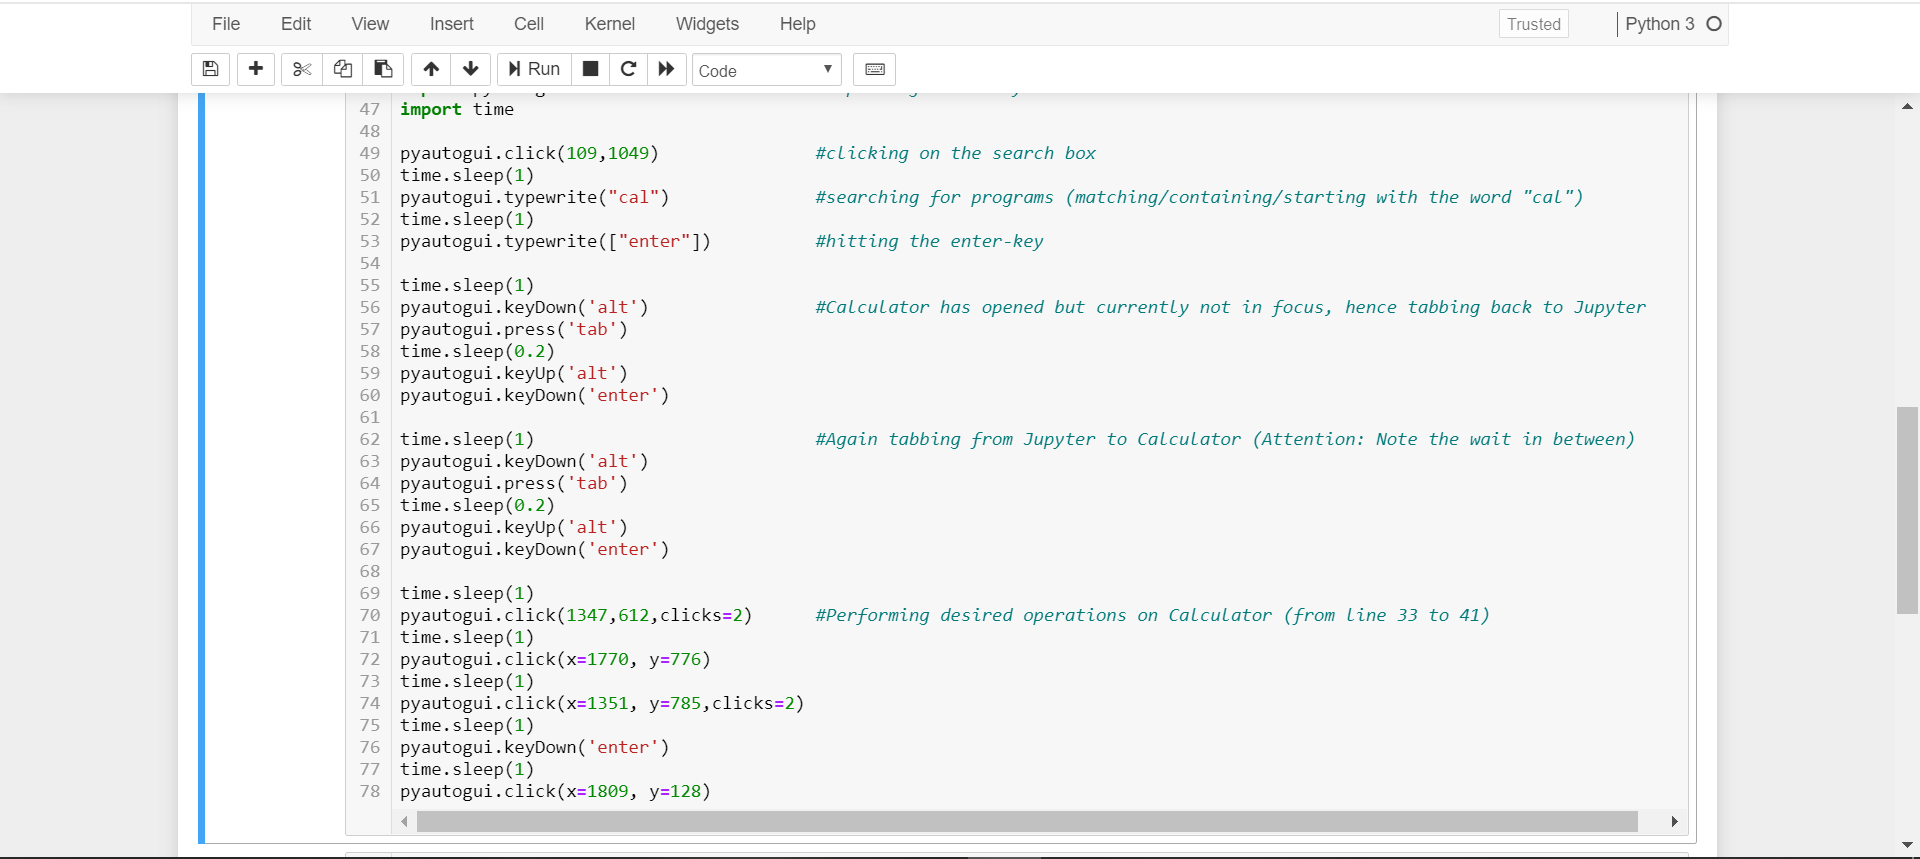 File Edit View Insert Cell Kernel Widgets Help Trusted Python 3
Run Code
47 import time
48
49 pyautogui.click(109,1049) #clicking on the search box
50 time.sleep(1)
51 pyautogui.typewrite("cal") #searching for programs (matching/containing/starting with the word "cal")
52 time.sleep(1)
53 pyautogui.typewrite(["enter"]) #hitting the enter-key
54
55 time.sleep(1)
56 pyautogui.keyDown('alt') #Calculator has opened but currently not in focus, hence tabbing back to Jupyter
57 pyautogui.press('tab')
58 time.sleep(0.2)
59 pyautogui.keyUp('alt')
60 pyautogui.keyDown('enter')
61
62 time.sleep(1) #Again tabbing from Jupyter to Calculator (Attention: Note the wait in between)
63 pyautogui.keyDown('alt')
64 pyautogui.press('tab')
65 time.sleep(0.2)
66 pyautogui.keyUp('alt')
67 pyautogui.keyDown('enter')
68
69 time.sleep(1)
70 pyautogui.click(1347,612,clicks=2) #Performing desired operations on Calculator (from line 33 to 41)
71 time.sleep(1)
72 pyautogui.click(x=1770, y=776)
73 time.sleep(1)
74 pyautogui.click(x=1351, y=785,clicks=2)
75 time.sleep(1)
76 pyautogui.keyDown('enter')
77 time.sleep(1)
78 pyautogui.click(x=1809, y=128)